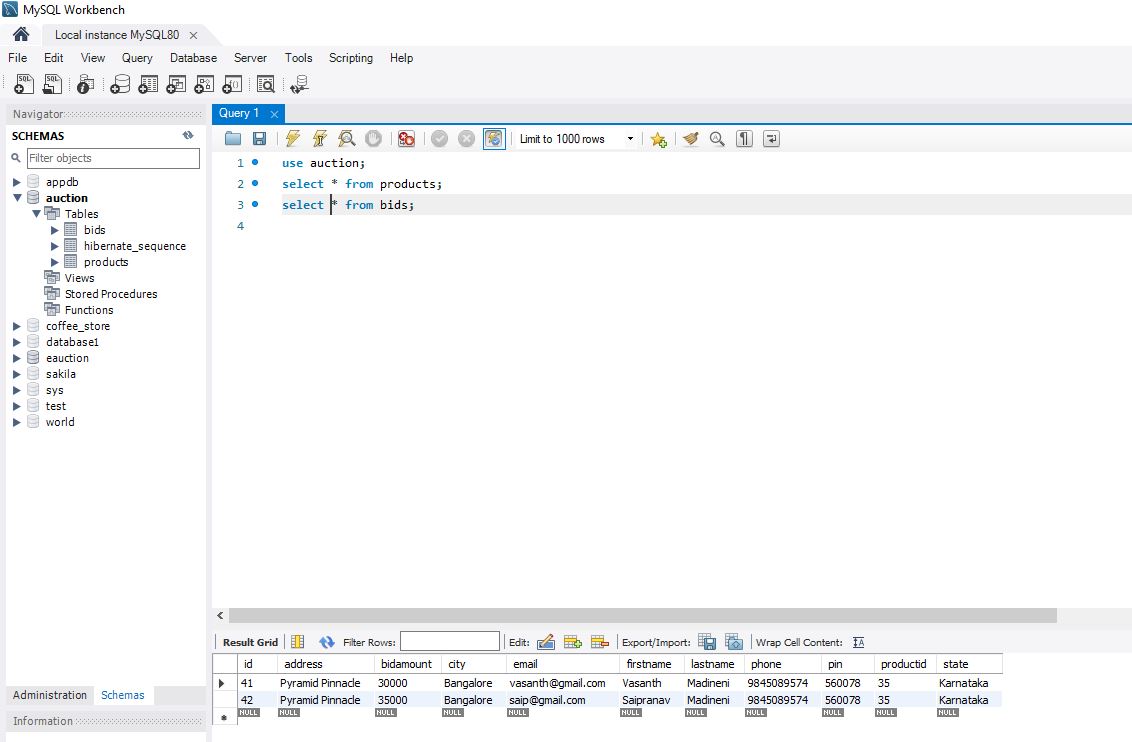 MySQL Workbench
Local instance MySQL80
File Edit View Query Database Server Tools Scripting Help
Navigator
Query 1
SCHEMAS
Limit to 1000 rows
Filter objects
1 use auction;
2 select * from products;
3 select * from bids;
4
appdb
auction
Tables
bids
hibernate_sequence
products
Views
Stored Procedures
Functions
coffee_store
database1
eauction
sakila
sys
test
world
Result Grid Filter Rows: Edit: Export/Import: Wrap Cell Content: IA
id address bidamount city email firstname lastname phone pin productid state
41 Pyramid Pinnacle 30000 Bangalore vasanth@gmail.com Vasanth Madineni 9845089574 560078 35 Karnataka
42 Pyramid Pinnacle 35000 Bangalore saip@gmail.com Saipranav Madineni 9845089574 560078 35 Karnataka
NULL NULL NULL NULL NULL NULL NULL NULL NULL NULL NULL
Administration Schemas
Information